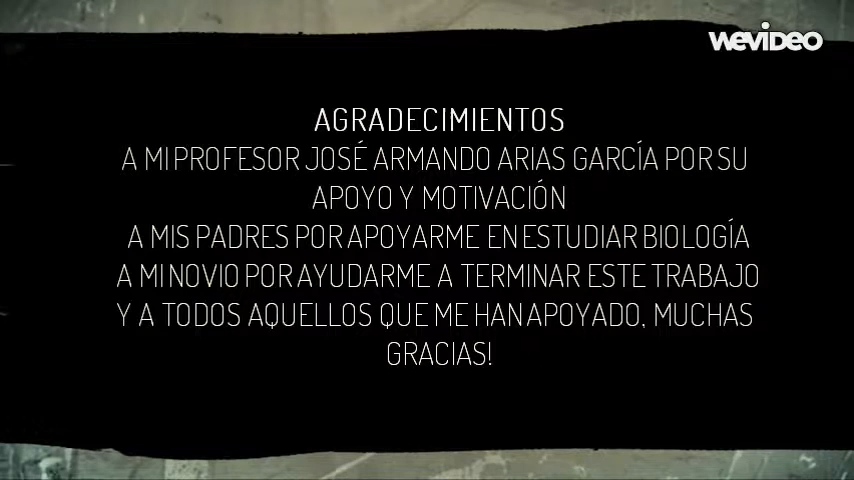 WEVIDEO
AGRADECIMIENTOS
A MI PROFESOR JOSÉ ARMANDO ARIAS GARCÍA POR SU
APOYO Y MOTIVACIÓN
A MIS PADRES POR APOYARME EN ESTUDIAR BIOLOGÍA
A MI NOVIO POR AYUDARME A TERMINAR ESTE TRABAJO
Y A TODOS AQUELLOS QUE ME HAN APOYADO, MUCHAS
GRACIAS!